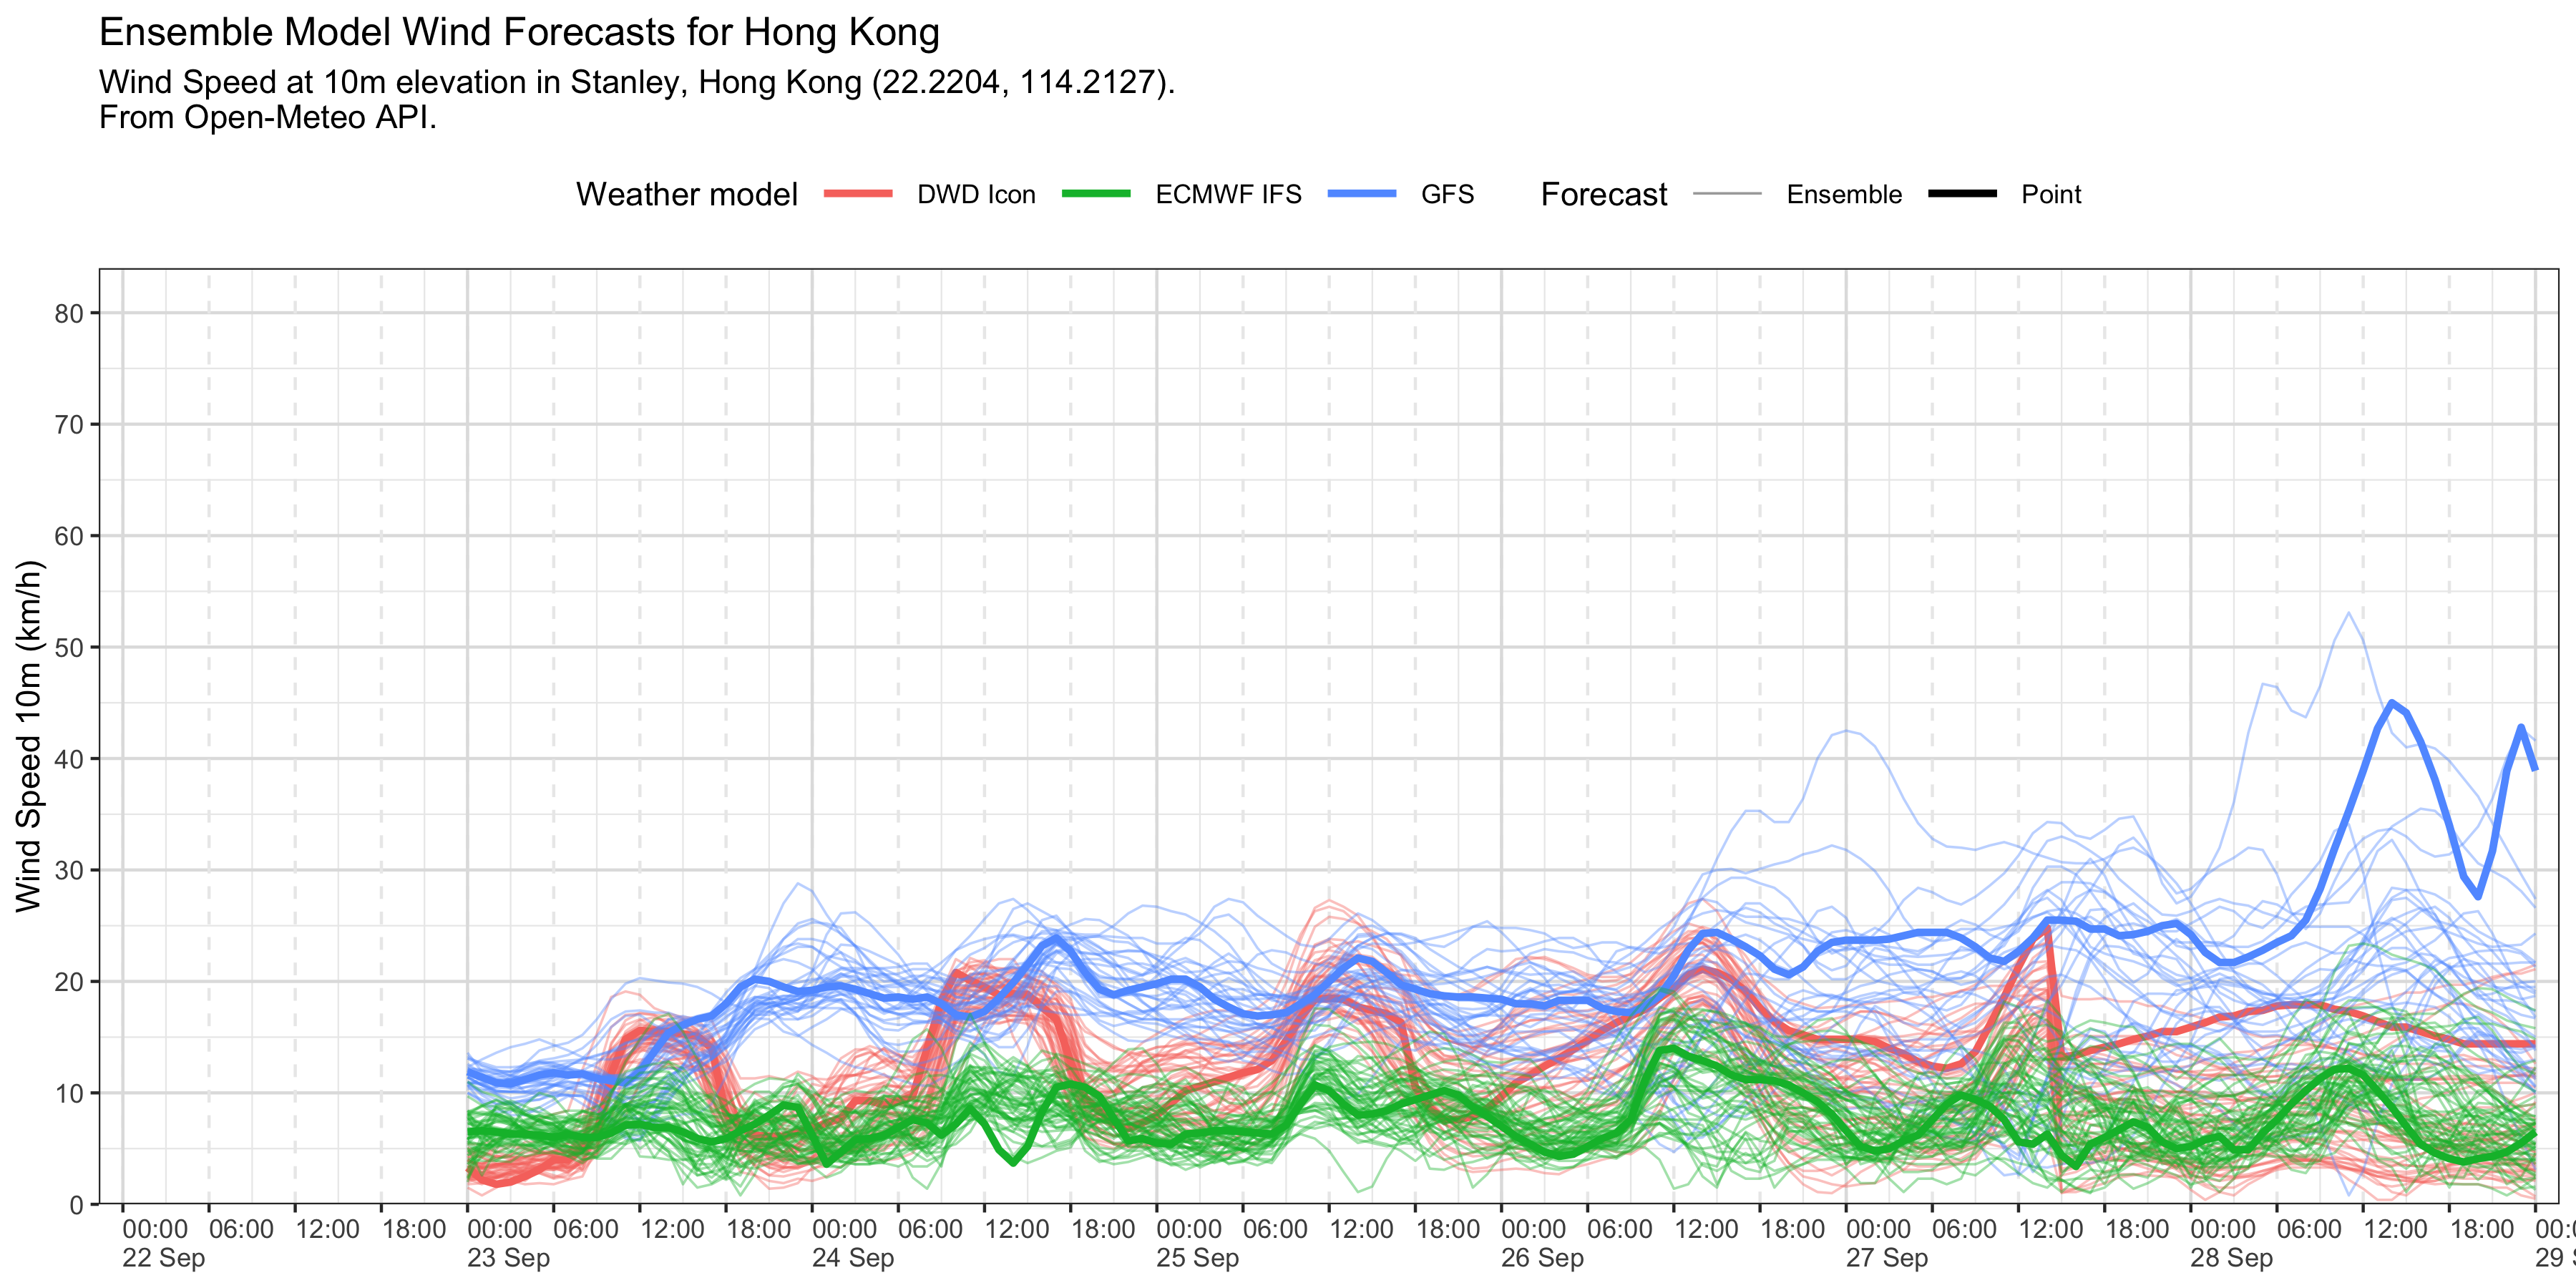 Ensemble Model Wind Forecasts for Hong Kong
Wind Speed at 10m elevation in Stanley, Hong Kong (22.2204, 114.2127).
From Open-Meteo API.
Weather model DWD Icon ECMWF IFS GFS Forecast Ensemble Point
Wind Speed 10m (km/h)
80
70
60
50
40
30
20
10
0
00:00 06:00 12:00 18:00 00:00 06:00 12:00 18:00 00:00 06:00 12:00 18:00 00:00 06:00 12:00 18:00 00:00 06:00 12:00 18:00 00:00 06:00 12:00 18:00 00:00 06:00 12:00 18:00
22 Sep 23 Sep 24 Sep 25 Sep 26 Sep 27 Sep 28 Sep 29